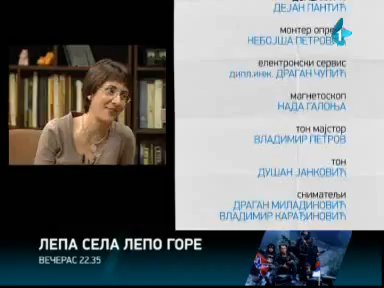 ДЕЈАН ПАНТИЋ
монтер опреме
НЕБОЈША ПЕТРОВИЋ
електронски сервис
дипл.инж. ДРАГАН ЧУПИЋ
магнетоскоп
НАДА ГАЛОЊА
тон мајстор
ВЛАДИМИР ПЕТРОВ
тон
ДУШАН ЈАНКОВИЋ
сниматељи
ДРАГАН МИЛАДИНОВИЋ
ВЛАДИМИР КАРАЂИНОВИЋ
ЛЕПА СЕЛА ЛЕПО ГОРЕ
ВЕЧЕРАС 22.35
1